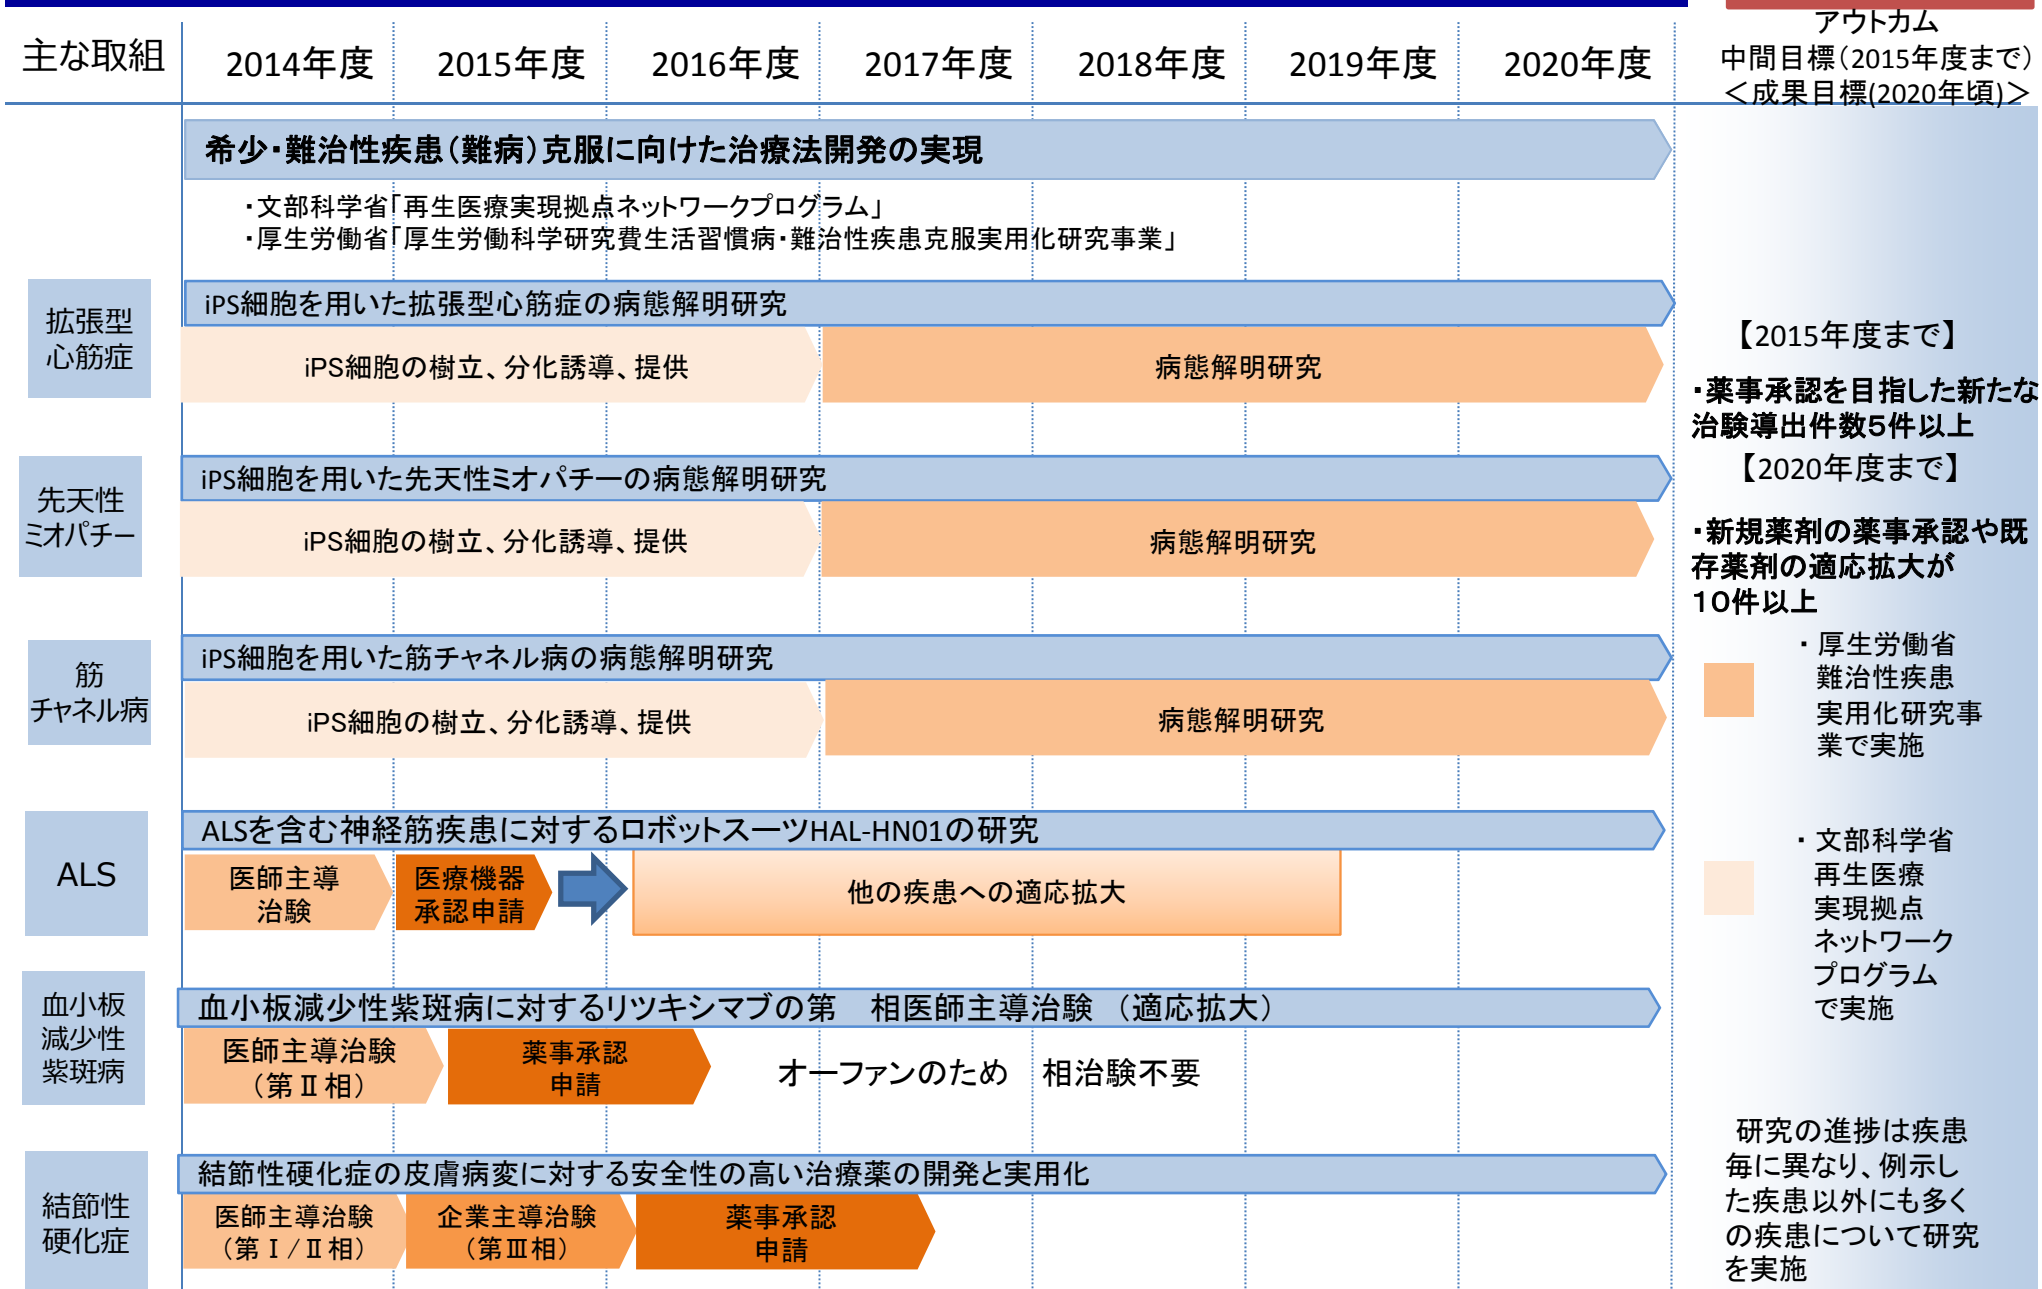 主な取組
2014年度
2015年度
2016年度
2017年度
2018年度
2019年度
2020年度
アウトカム
中間目標（2015年度まで）
＜成果目標(2020年頃)＞
希少・難治性疾患（難病）克服に向けた治療法開発の実現
・文部科学省「再生医療実現拠点ネットワークプログラム」
・厚生労働省「厚生労働科学研究費生活習慣病・難治性疾患克服実用化研究事業」
拡張型
心筋症
iPS細胞を用いた拡張型心筋症の病態解明研究
iPS細胞の樹立、分化誘導、提供
病態解明研究
先天性
ミオパチー
iPS細胞を用いた先天性ミオパチーの病態解明研究
iPS細胞の樹立、分化誘導、提供
病態解明研究
筋
チャネル病
iPS細胞を用いた筋チャネル病の病態解明研究
iPS細胞の樹立、分化誘導、提供
病態解明研究
ALS
ALSを含む神経筋疾患に対するロボットスーツHAL-HN01の研究
医師主導
治験
医療機器
承認申請
他の疾患への適応拡大
血小板
減少性
紫斑病
血小板減少性紫斑病に対するリツキシマブの第　相医師主導治験　（適応拡大）
医師主導治験
（第Ⅱ相）
薬事承認
申請
オーファンのため　相治験不要
結節性
硬化症
結節性硬化症の皮膚病変に対する安全性の高い治療薬の開発と実用化
医師主導治験
（第Ⅰ/Ⅱ相）
企業主導治験
（第Ⅲ相）
薬事承認
申請
【2015年度まで】
・薬事承認を目指した新たな
治験導出件数５件以上
【2020年度まで】
・新規薬剤の薬事承認や既
存薬剤の適応拡大が
１０件以上
・厚生労働省
難治性疾患
実用化研究事
業で実施
・文部科学省
再生医療
実現拠点
ネットワーク
プログラム
で実施
研究の進捗は疾患
毎に異なり、例示し
た疾患以外にも多く
の疾患について研究
を実施